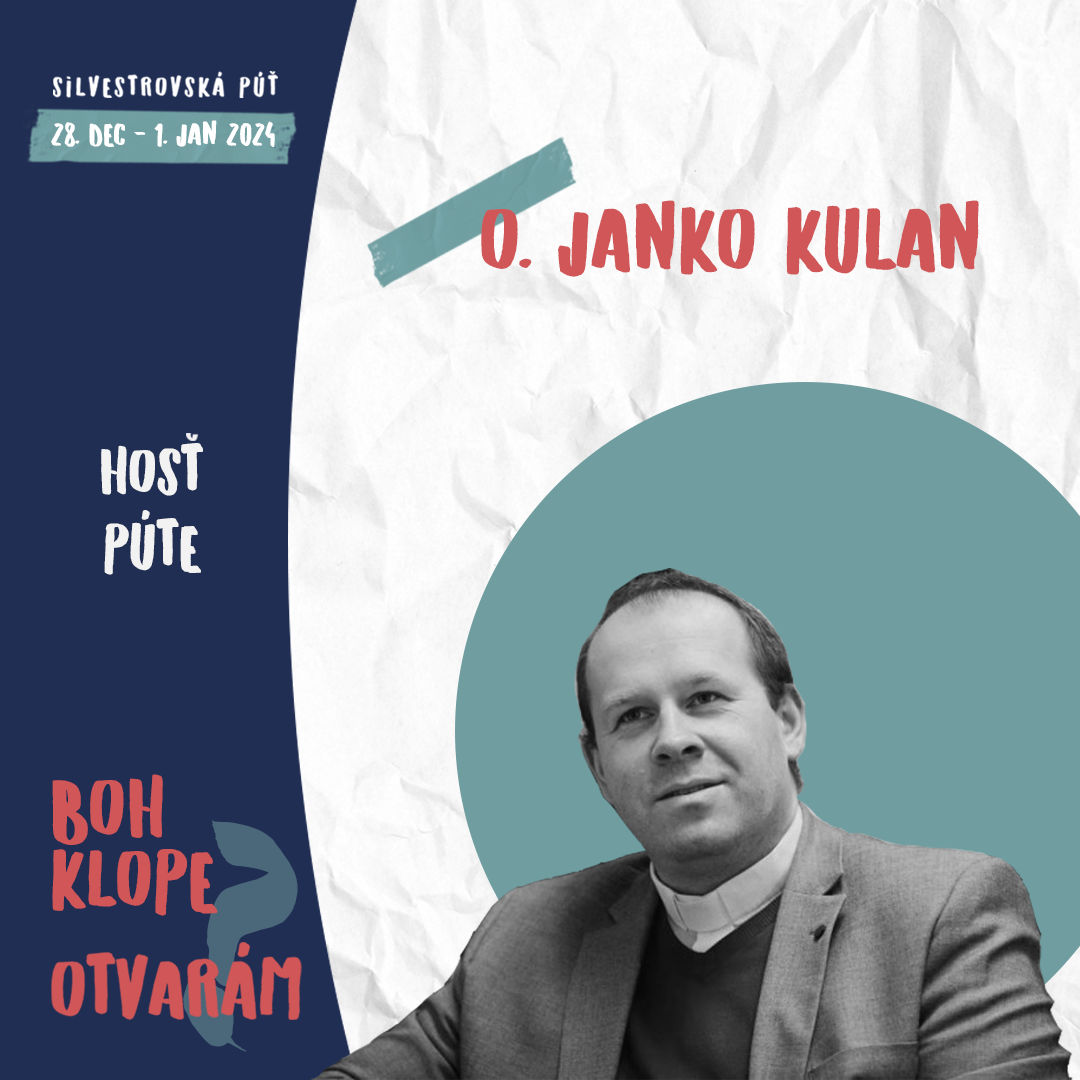 SILVESTROVSKÁ PÚŤ
28. DEC - 1. JAN 2024
O. JANKO KULAN
HOSŤ
PÚTE
BOH
KLOPE
OTVARÁM